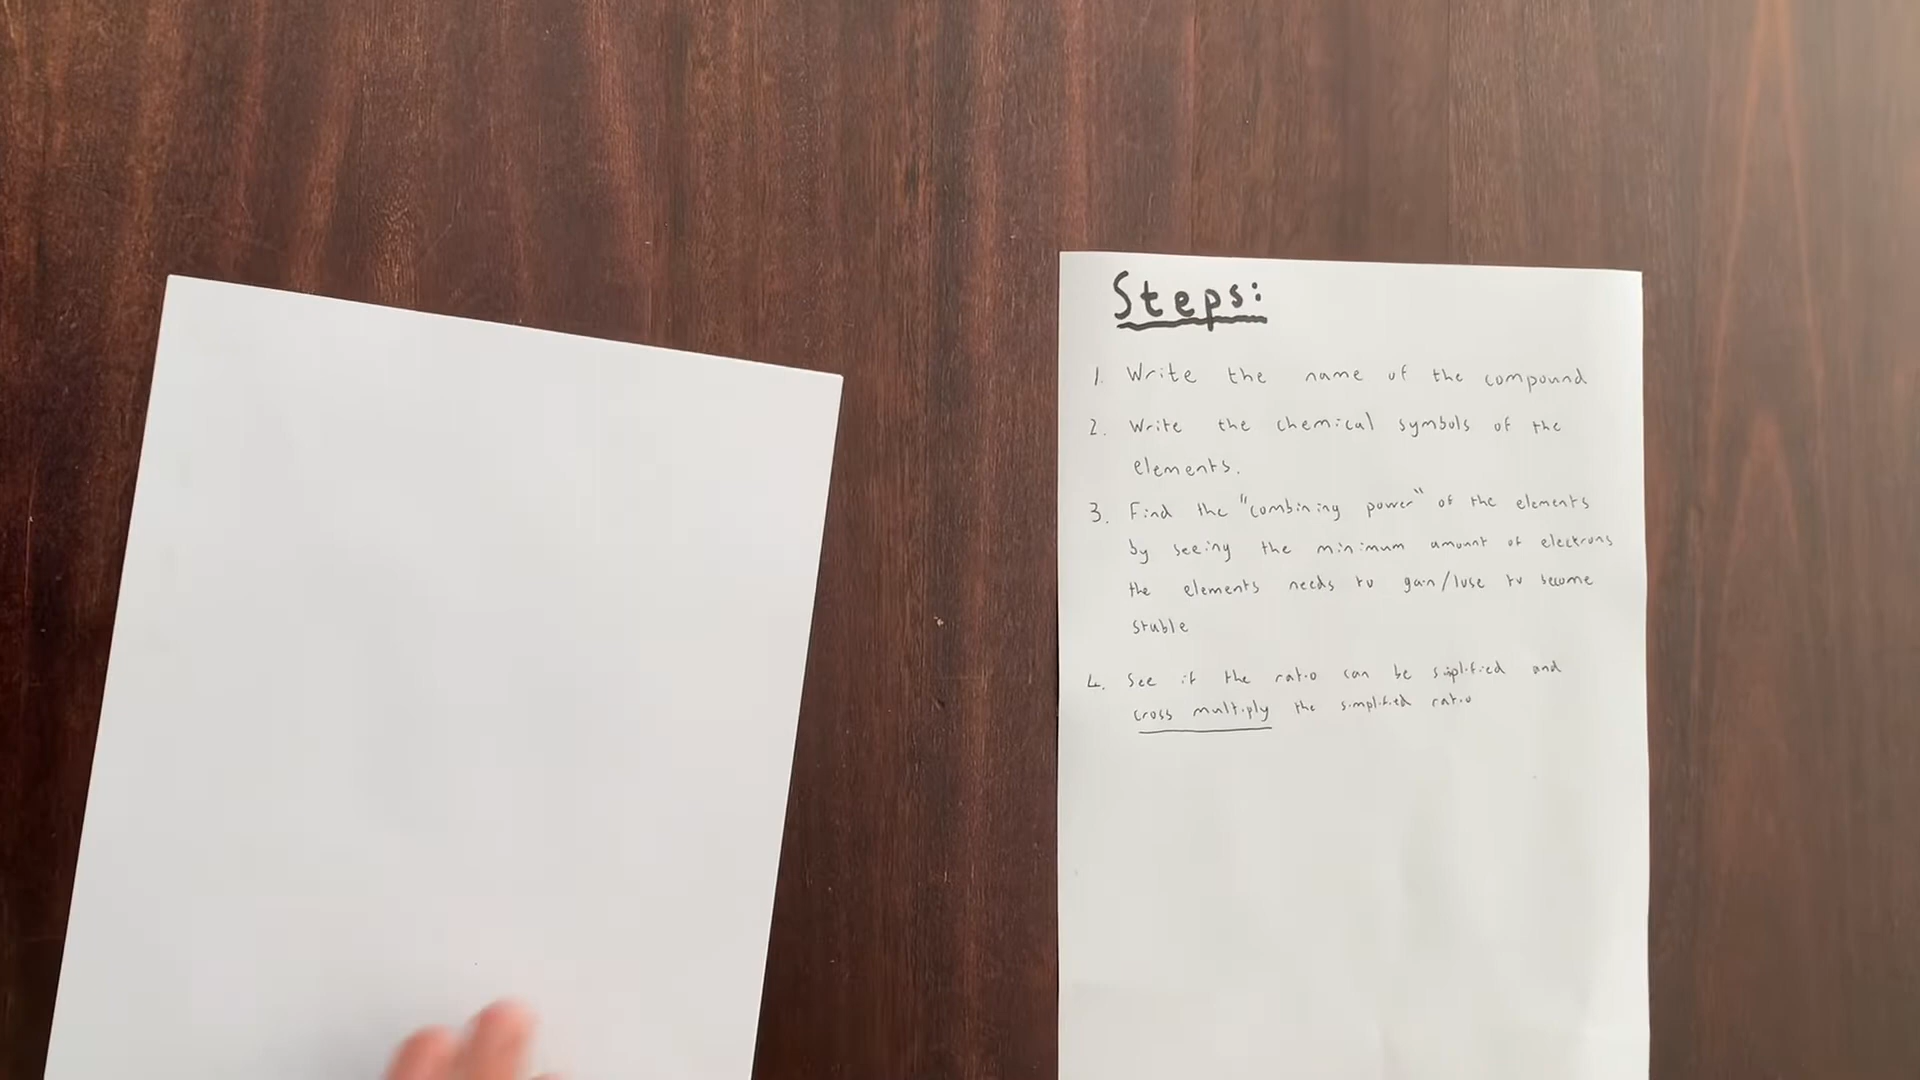 Steps:
1. Write the name of the compound
2. Write the chemical symbols of the
elements.
3. Find the "combining power" of the elements
by seeing the minimum amount of electrons
the elements needs to gain/lose to become
stable
4. See if the ratio can be simplified and
cross multiply the simplified ratio